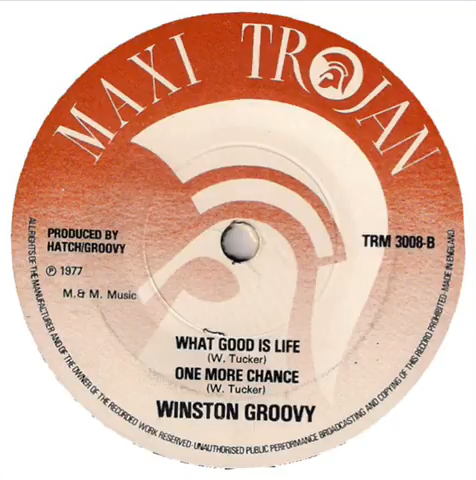 MAXI TROJAN
PRODUCED BY
HATCH/GROOVY
℗ 1977
M. & M. Music
TRM 3008-B
WHAT GOOD IS LIFE
(W. Tucker)
ONE MORE CHANCE
(W. Tucker)
WINSTON GROOVY
ALL RIGHTS OF THE MANUFACTURER AND OF THE OWNER OF THE RECORDED WORK RESERVED-UNAUTHORISED PUBLIC PERFORMANCE BROADCASTING AND COPYING OF THIS RECORD PROHIBITED-MADE IN ENGLAND.